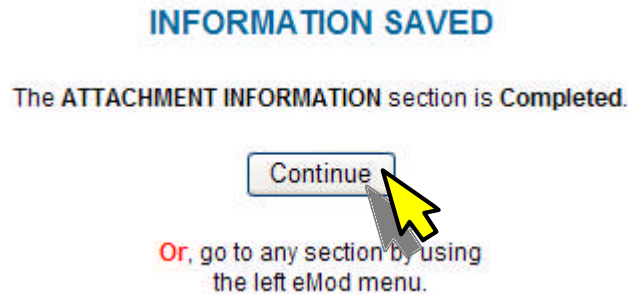 INFORMATION SAVED
The ATTACHMENT INFORMATION section is Completed.
Continue
Or, go to any section by using
the left eMod menu.